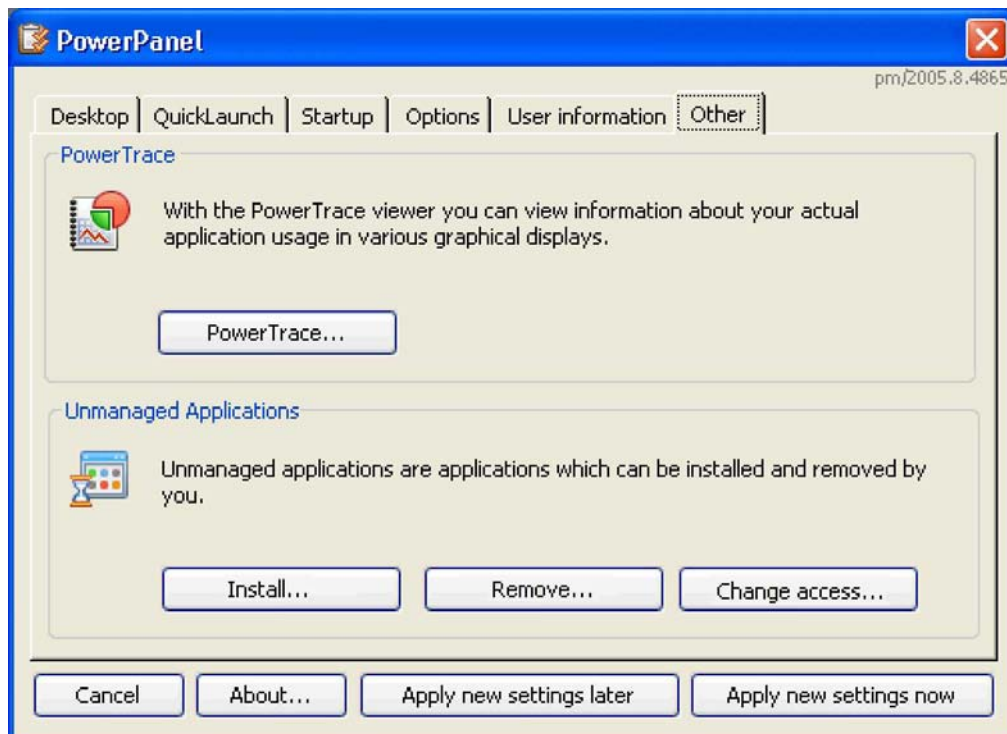 PowerPanel
pm/2005.8.4865
Desktop QuickLaunch Startup Options User information Other
PowerTrace
With the PowerTrace viewer you can view information about your actual
application usage in various graphical displays.
PowerTrace...
Unmanaged Applications
Unmanaged applications are applications which can be installed and removed by
you.
Install... Remove... Change access...
Cancel About... Apply new settings later Apply new settings now